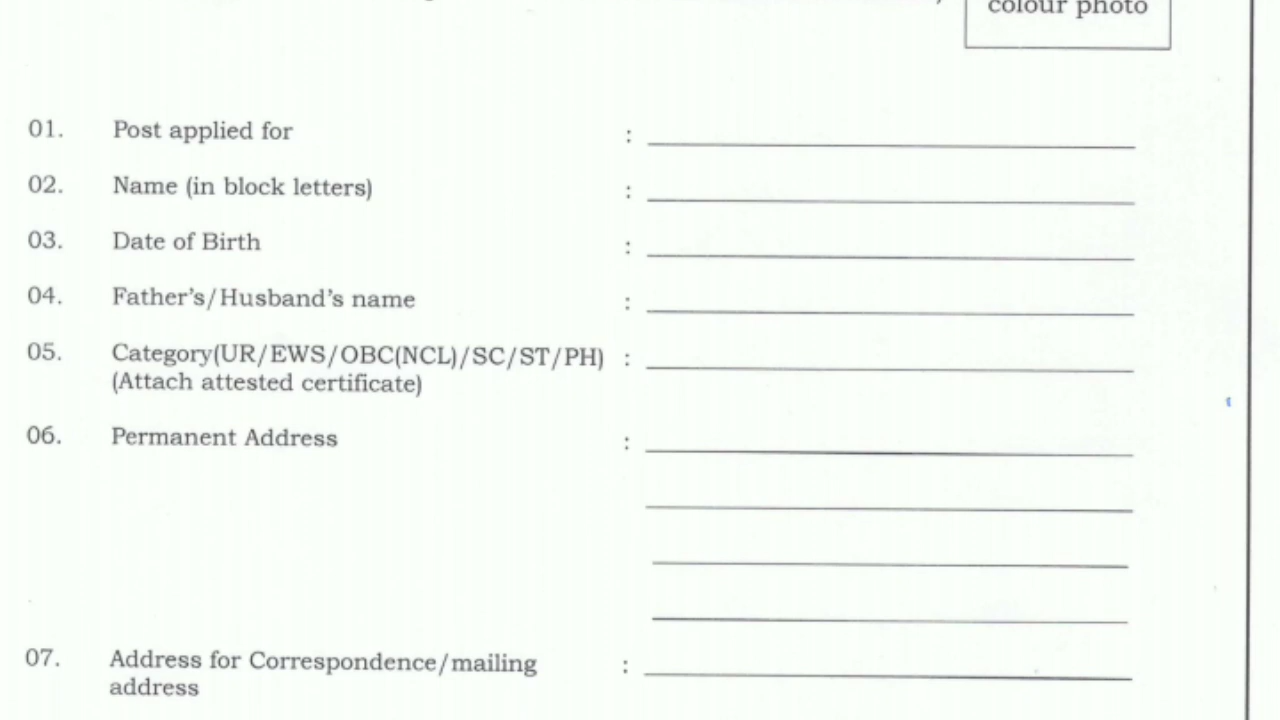 colour photo
01. Post applied for :
02. Name (in block letters) :
03. Date of Birth :
04. Father's/Husband's name :
05. Category(UR/EWS/OBC(NCL)/SC/ST/PH) :
(Attach attested certificate)
06. Permanent Address :
07. Address for Correspondence/mailing :
address